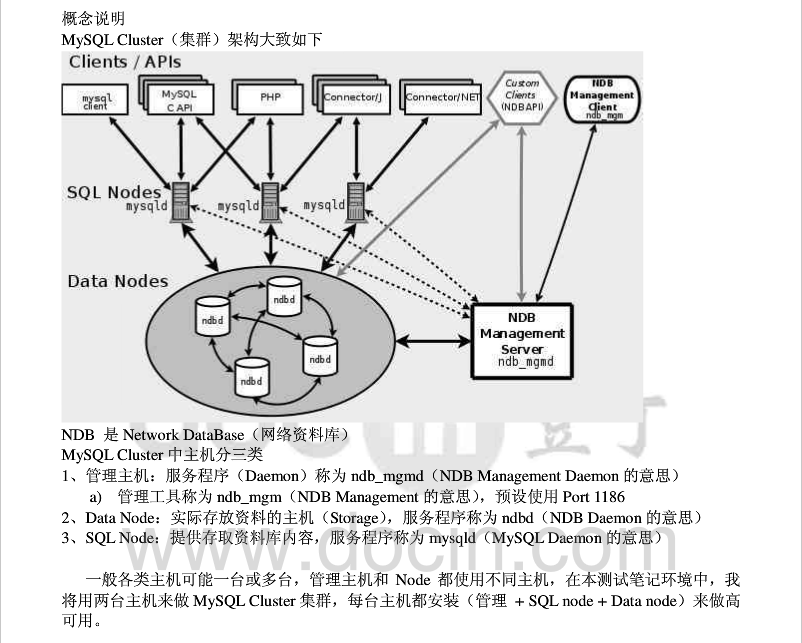 概念说明
MySQL Cluster（集群）架构大致如下
Clients / APIs
mysql
client
MySQL
C API
PHP
Connector/J
Connector/NET
Custom
Clients
(NDBAPI)
NDB
Management
Client
ndb_mgm
SQL Nodes
mysqld
mysqld
mysqld
Data Nodes
ndbd
ndbd
ndbd
ndbd
NDB
Management
Server
ndb_mgmd
NDB 是 Network DataBase（网络资料库）
MySQL Cluster 中主机分三类
1、管理主机：服务程序（Daemon）称为 ndb_mgmd（NDB Management Daemon 的意思）
a) 管理工具称为 ndb_mgm（NDB Management 的意思），预设使用 Port 1186
2、Data Node：实际存放资料的主机（Storage），服务程序称为 ndbd（NDB Daemon 的意思）
3、SQL Node：提供存取资料库内容，服务程序称为 mysqld（MySQL Daemon 的意思）
一般各类主机可能一台或多台，管理主机和 Node 都使用不同主机，在本测试笔记环境中，我
将用两台主机来做 MySQL Cluster 集群，每台主机都安装（管理 + SQL node + Data node）来做高
可用。
豆丁
www.docin.com